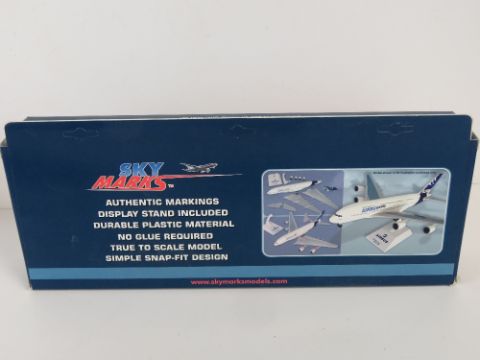 SKY
MARKS™
AUTHENTIC MARKINGS
DISPLAY STAND INCLUDED
DURABLE PLASTIC MATERIAL
NO GLUE REQUIRED
TRUE TO SCALE MODEL
SIMPLE SNAP-FIT DESIGN
www.skymarksmodels.com